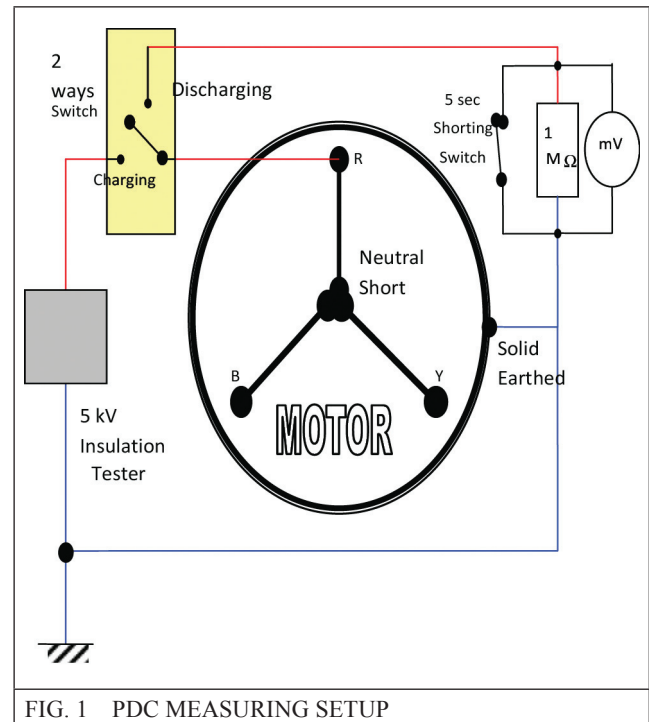 2
ways
Switch
Discharging
Charging
5 sec
Shorting
Switch
1
M Ω
mV
R
Neutral
Short
B
Y
MOTOR
Solid
Earthed
5 kV
Insulation
Tester
FIG. 1 PDC MEASURING SETUP